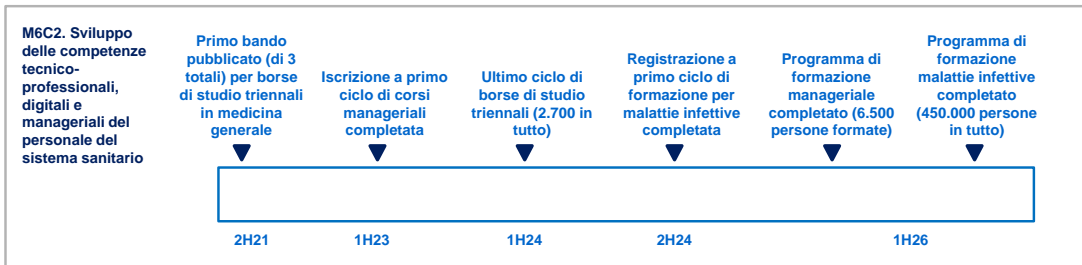 M6C2. Sviluppo
delle competenze
tecnico-
professionali,
digitali e
manageriali del
personale del
sistema sanitario
Primo bando
pubblicato (di 3
totali) per borse
di studio triennali
in medicina
generale
Iscrizione a primo
ciclo di corsi
manageriali
completata
Ultimo ciclo di
borse di studio
triennali (2.700 in
tutto)
Registrazione a
primo ciclo di
formazione per
malattie infettive
completata
Programma di
formazione
manageriale
completato (6.500
persone formate)
Programma di
formazione
malattie infettive
completato
(450.000 persone
in tutto)
2H21
1H23
1H24
2H24
1H26